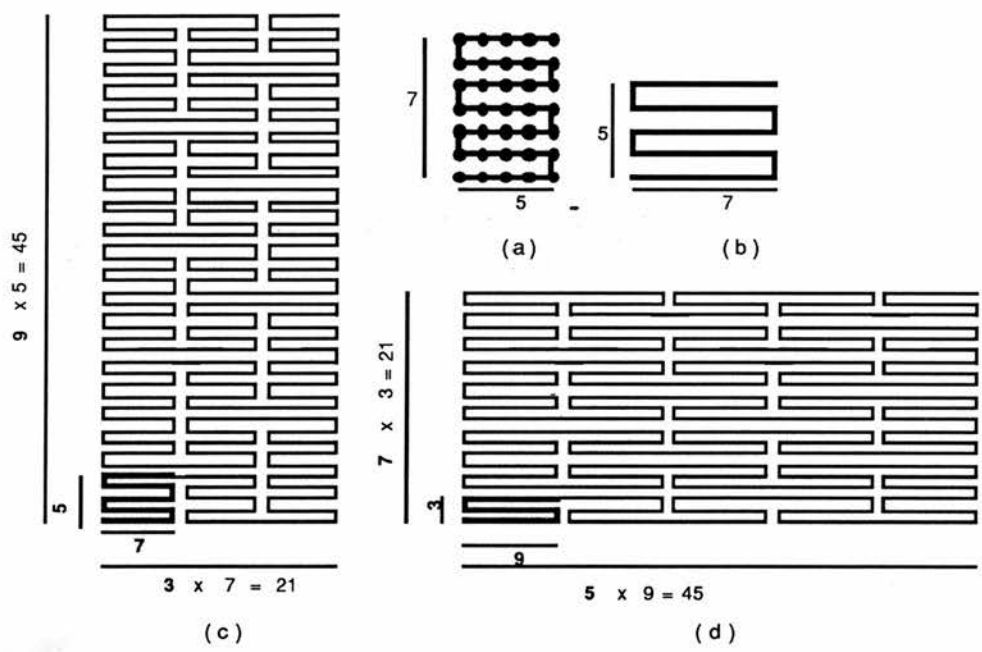 7
5
(a)
5
7
(b)
9 x 5 = 45
5
7
3 x 7 = 21
(c)
7 x 3 = 21
3
9
5 x 9 = 45
(d)